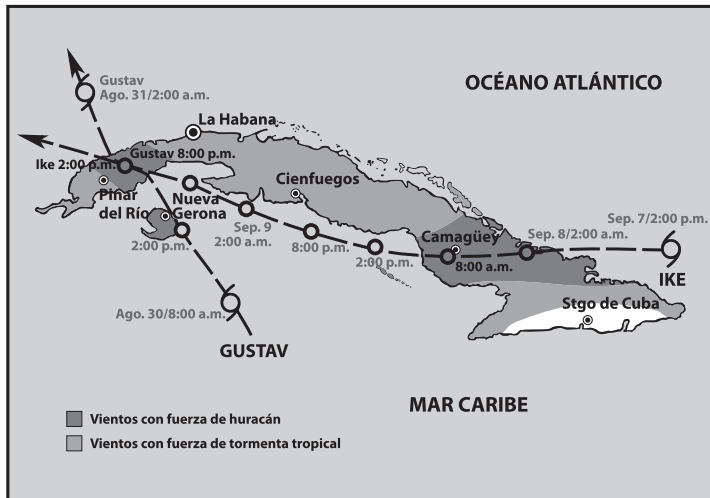 Gustav
Ago. 31/2:00 a.m.
OCÉANO ATLÁNTICO
La Habana
Gustav 8:00 p.m.
Ike 2:00 p.m.
Cienfuegos
Pinar
del Río
Nueva
Gerona
2:00 p.m.
Sep. 9
2:00 a.m.
8:00 p.m.
2:00 p.m.
Camagüey
8:00 a.m.
Sep. 8/2:00 a.m.
Sep. 7/2:00 p.m.
IKE
Stgo de Cuba
Ago. 30/8:00 a.m.
GUSTAV
MAR CARIBE
Vientos con fuerza de huracán
Vientos con fuerza de tormenta tropical